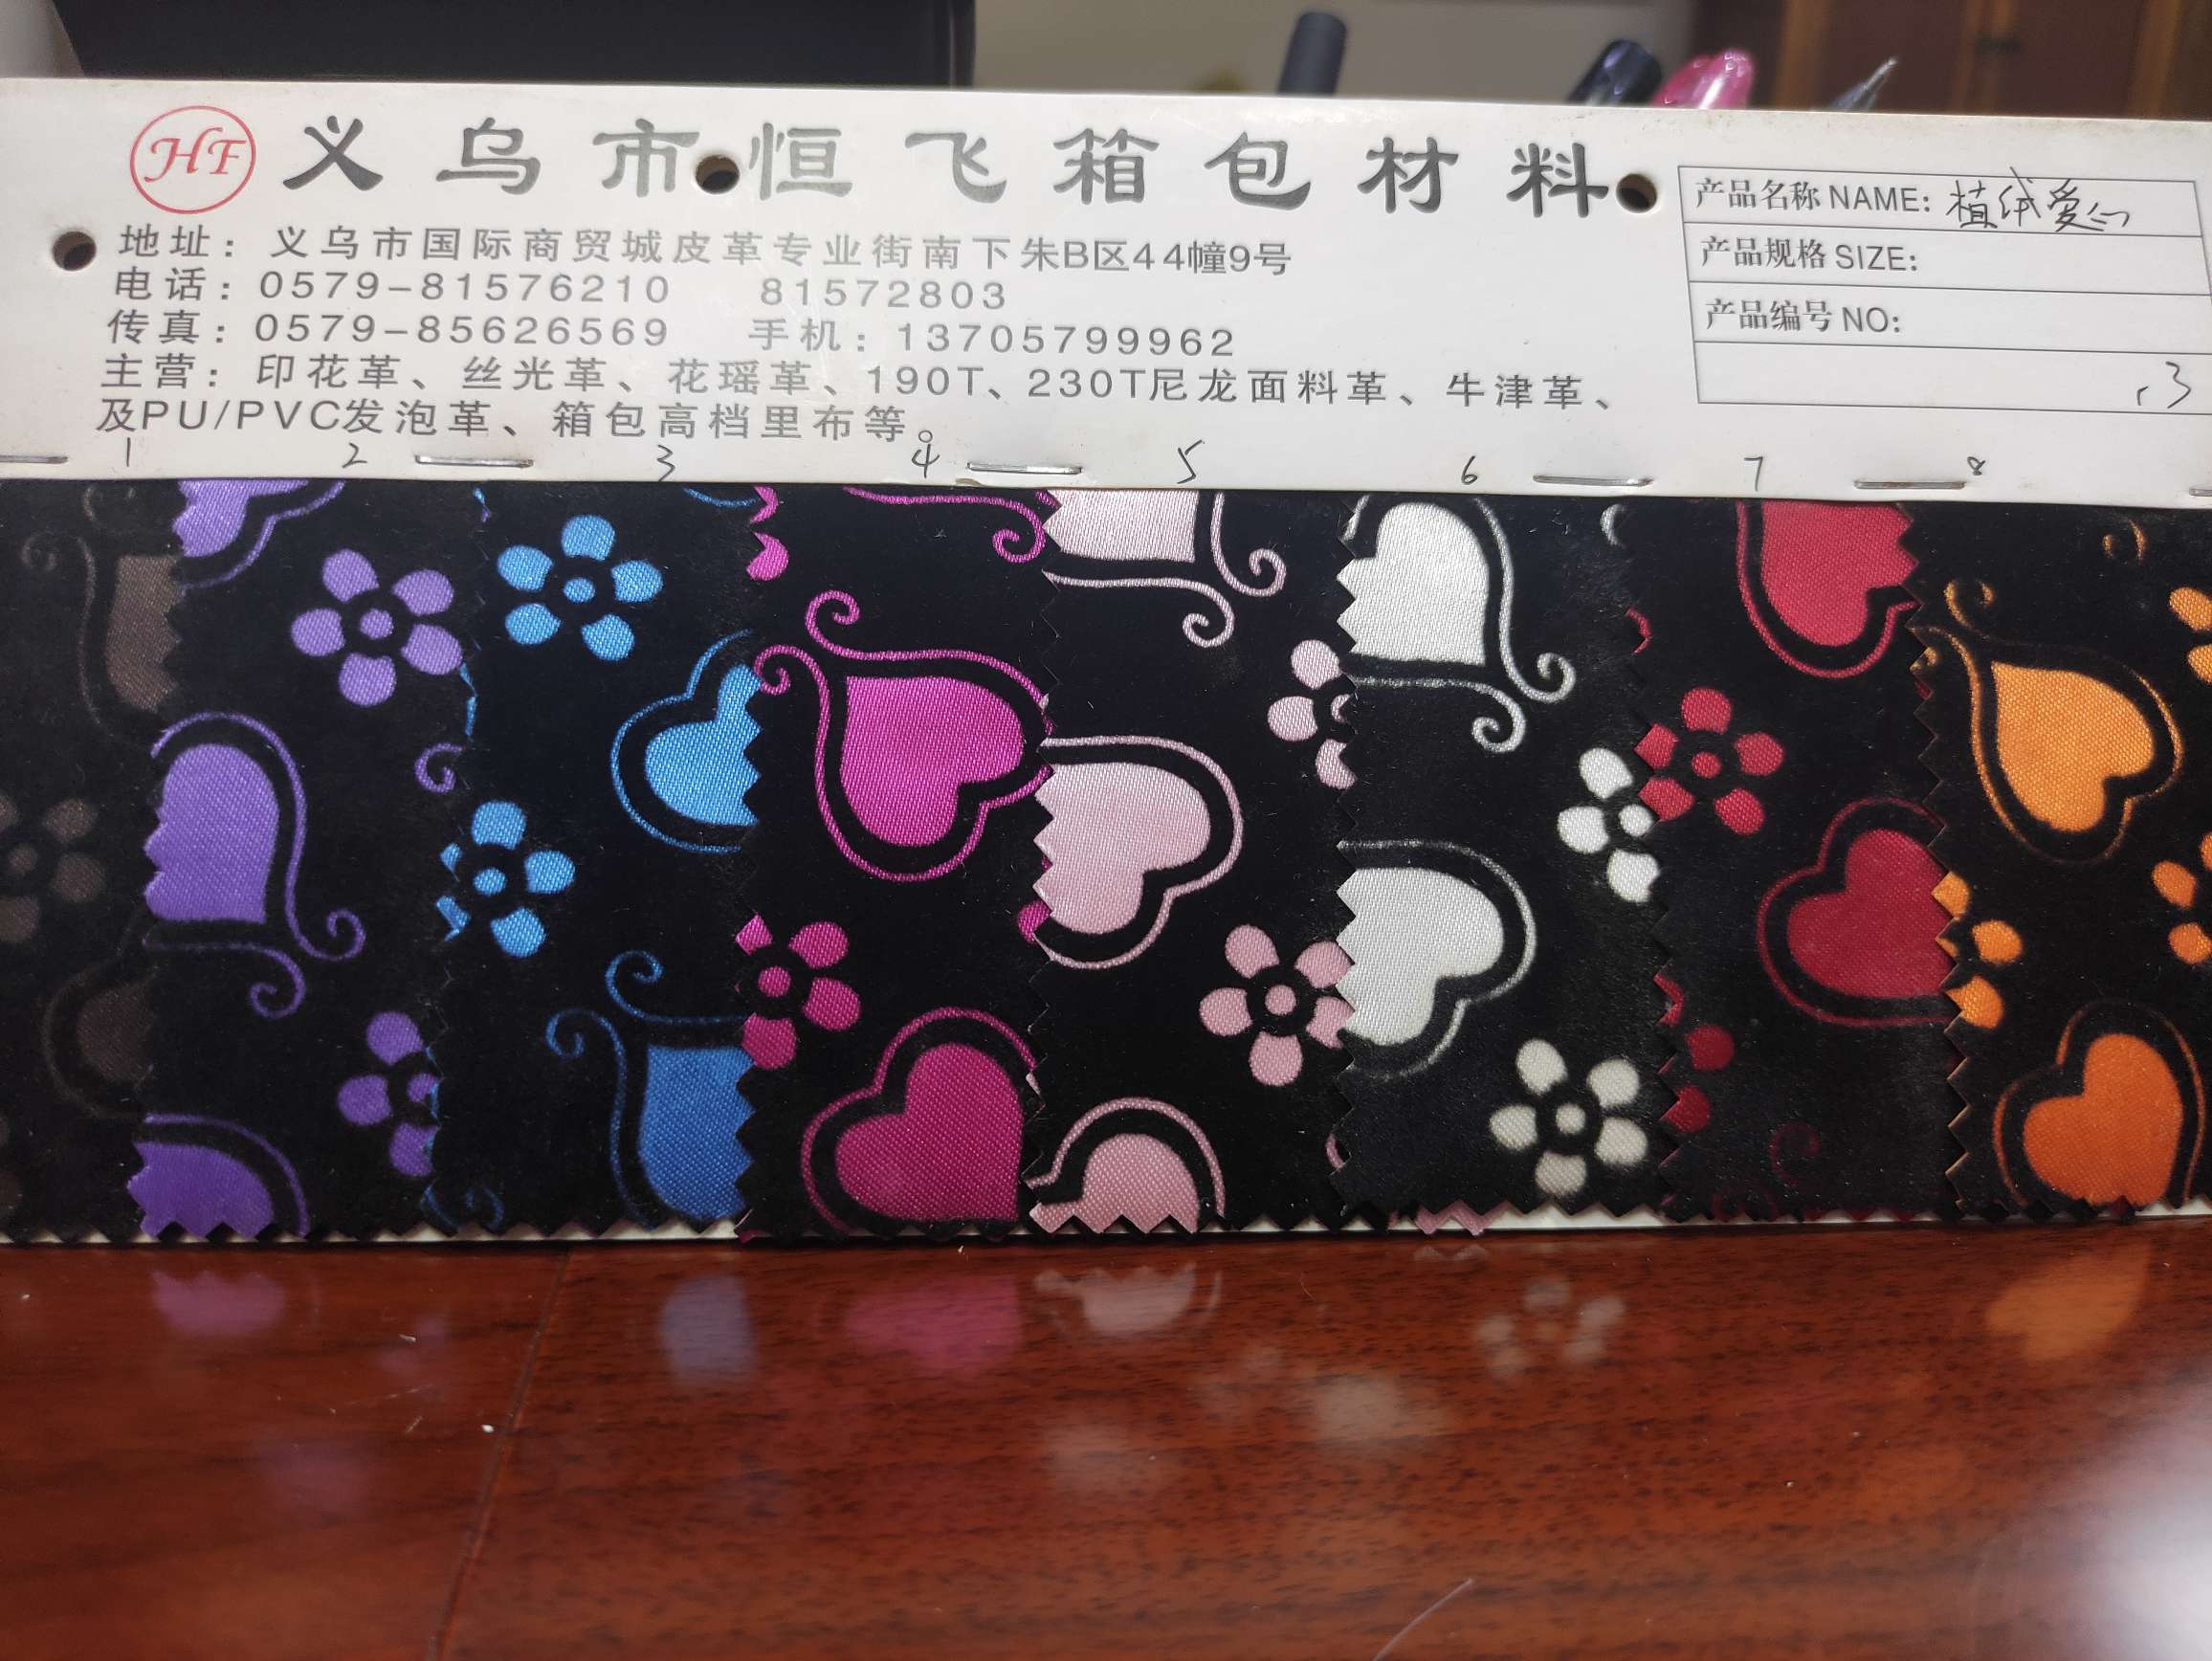 HF 义乌市恒飞箱包材料
地址：义乌市国际商贸城皮革专业街南下朱B区44幢9号
电话：0579-81576210 81572803
传真：0579-85626569 手机：13705799962
主营：印花革、丝光革、花瑶革、190T、230T尼龙面料革、牛津革、
及PU/PVC发泡革、箱包高档里布等。
产品名称 NAME: 植绒爱心
产品规格 SIZE:
产品编号 NO:
1 2 3 4 5 6 7 8